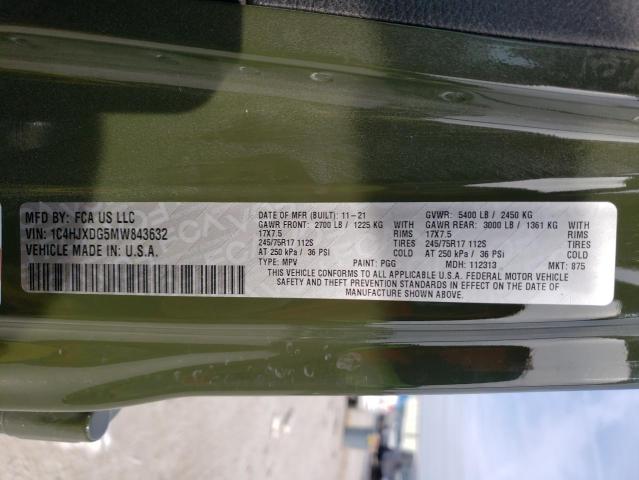 MFD BY: FCA US LLC
VIN: 1C4HJXDG5MW843632
VEHICLE MADE IN: U.S.A.
DATE OF MFR (BUILT): 11-21 GVWR: 5400 LB / 2450 KG
GAWR FRONT: 2700 LB / 1225 KG GAWR REAR: 3000 LB / 1361 KG
17X7.5 RIMS 17X7.5 RIMS
245/75R17 112S TIRES 245/75R17 112S TIRES
AT 250 kPa / 36 PSI COLD AT 250 kPa / 36 PSI COLD
TYPE: MPV PAINT: PGG MDH: 112313 MKT: 875
THIS VEHICLE CONFORMS TO ALL APPLICABLE U.S.A. FEDERAL MOTOR VEHICLE
SAFETY AND THEFT PREVENTION STANDARDS IN EFFECT ON THE DATE OF
MANUFACTURE SHOWN ABOVE.